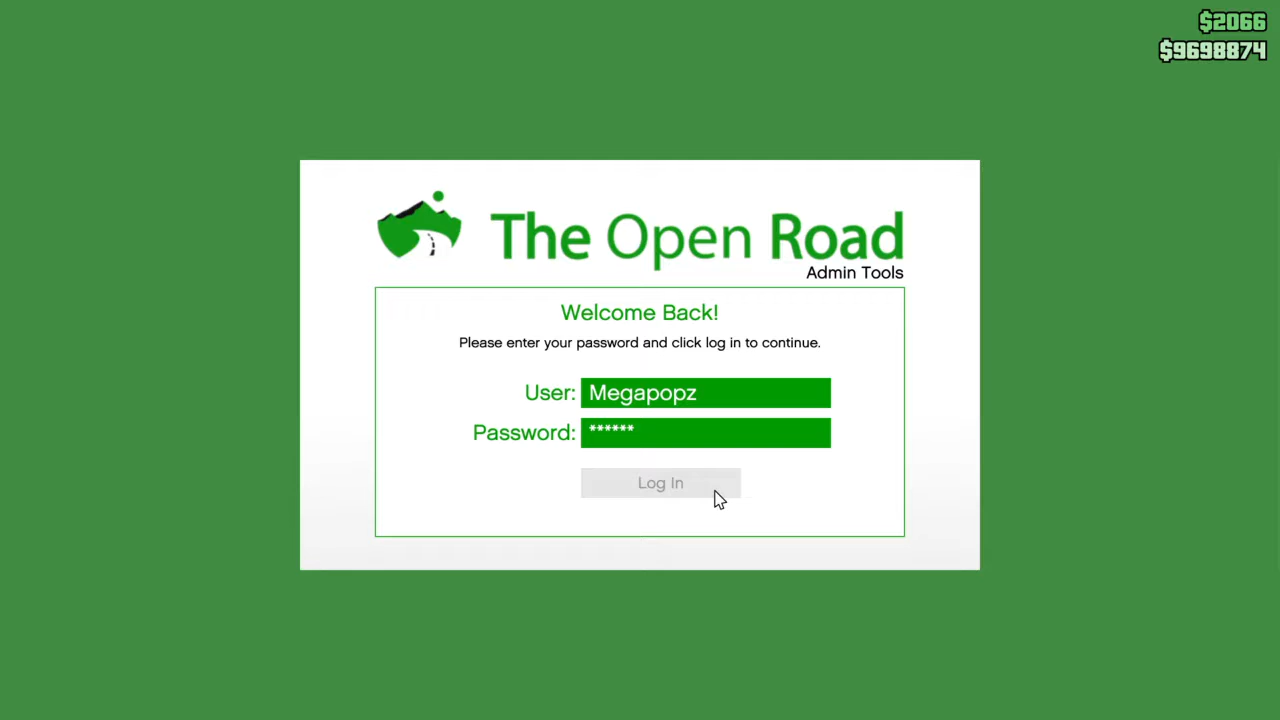 $2066
$9698874
The Open Road
Admin Tools
Welcome Back!
Please enter your password and click log in to continue.
User: Megapopz
Password: ******
Log In